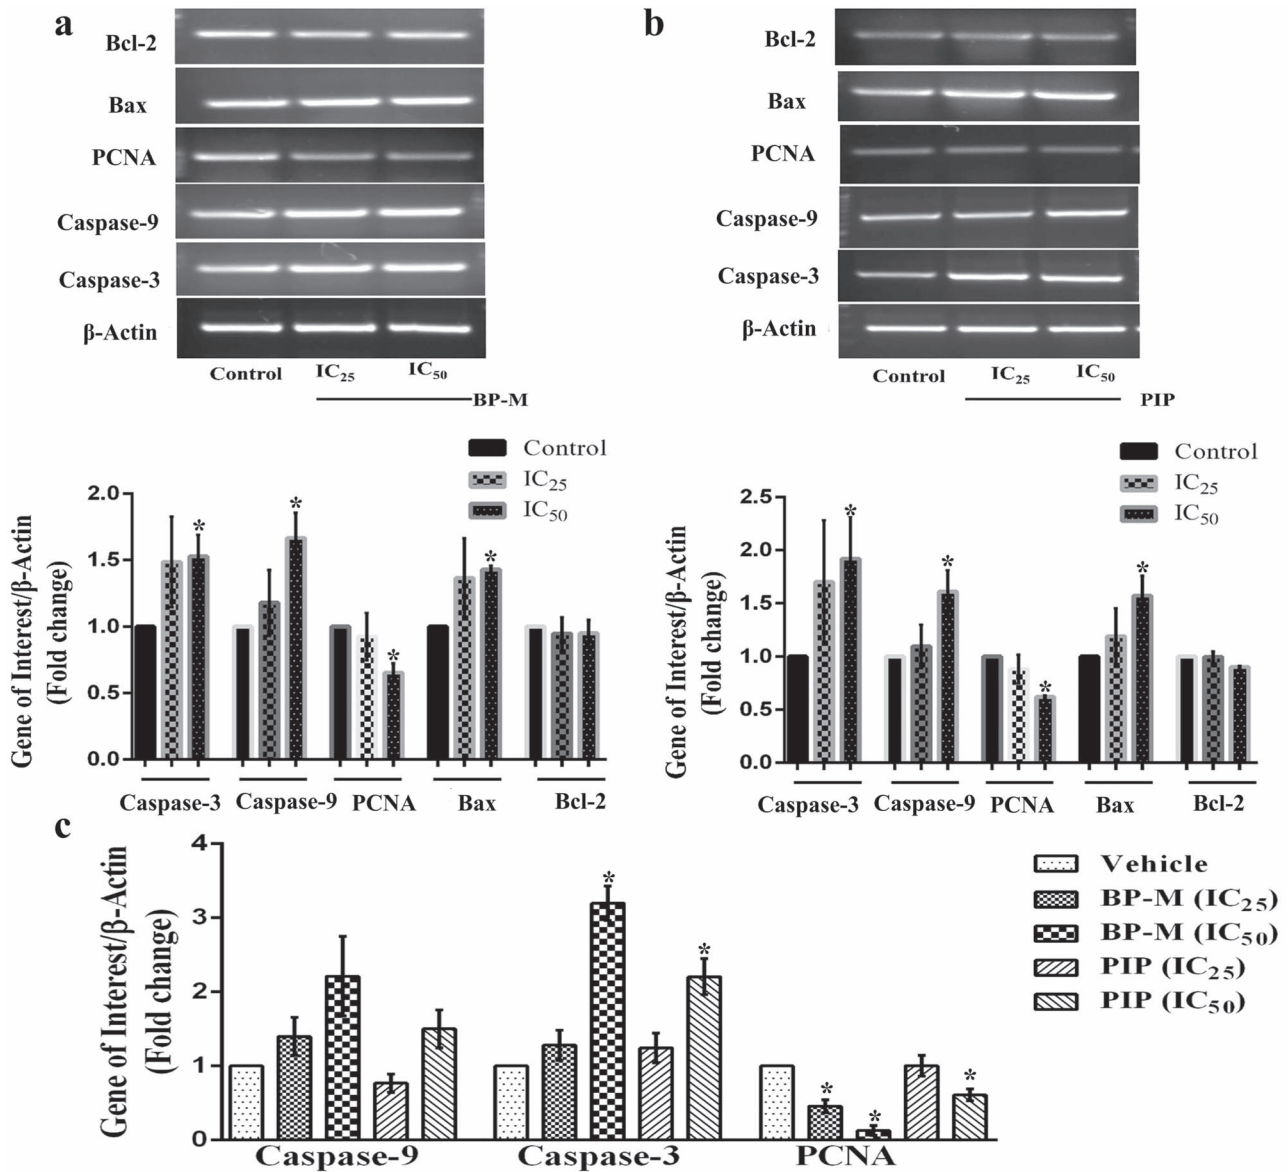 a
Bcl-2
Bax
PCNA
Caspase-9
Caspase-3
β-Actin
Control IC25 IC50
BP-M
b
Bcl-2
Bax
PCNA
Caspase-9
Caspase-3
β-Actin
Control IC25 IC50
PIP
Control
IC25
IC50
Gene of Interest/β-Actin
(Fold change)
2.0
1.5
1.0
0.5
0.0
* * * *
Caspase-3 Caspase-9 PCNA Bax Bcl-2
Control
IC25
IC50
Gene of Interest/β-Actin
(Fold change)
2.5
2.0
1.5
1.0
0.5
0.0
* * * *
Caspase-3 Caspase-9 PCNA Bax Bcl-2
c
Gene of Interest/β-Actin
(Fold change)
4
3
2
1
0
* * * * *
Caspase-9 Caspase-3 PCNA
Vehicle
BP-M (IC25)
BP-M (IC50)
PIP (IC25)
PIP (IC50)